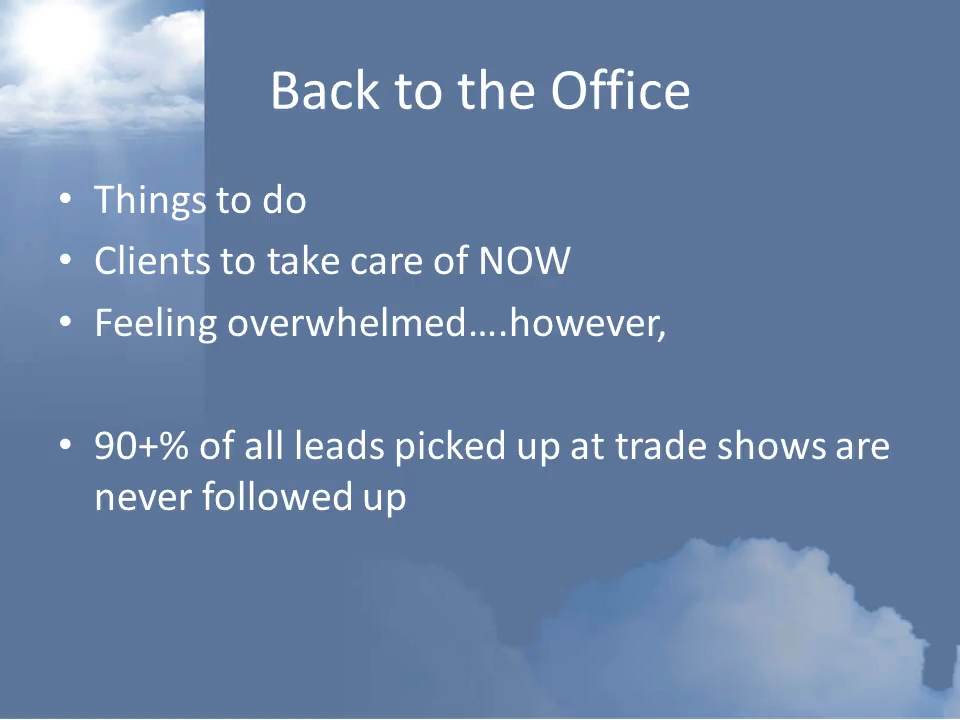 Back to the Office
• Things to do
• Clients to take care of NOW
• Feeling overwhelmed….however,
• 90+% of all leads picked up at trade shows are
never followed up